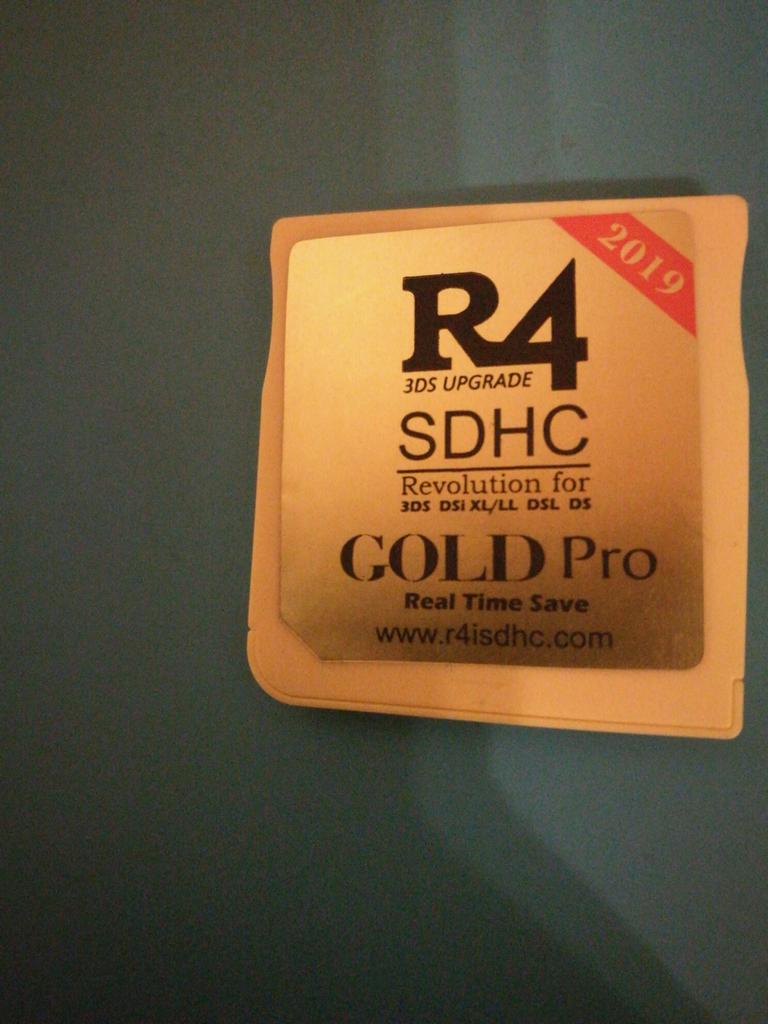 2019
R4
3DS UPGRADE
SDHC
Revolution for
3DS DSi XL/LL DSL DS
GOLD Pro
Real Time Save
www.r4isdhc.com